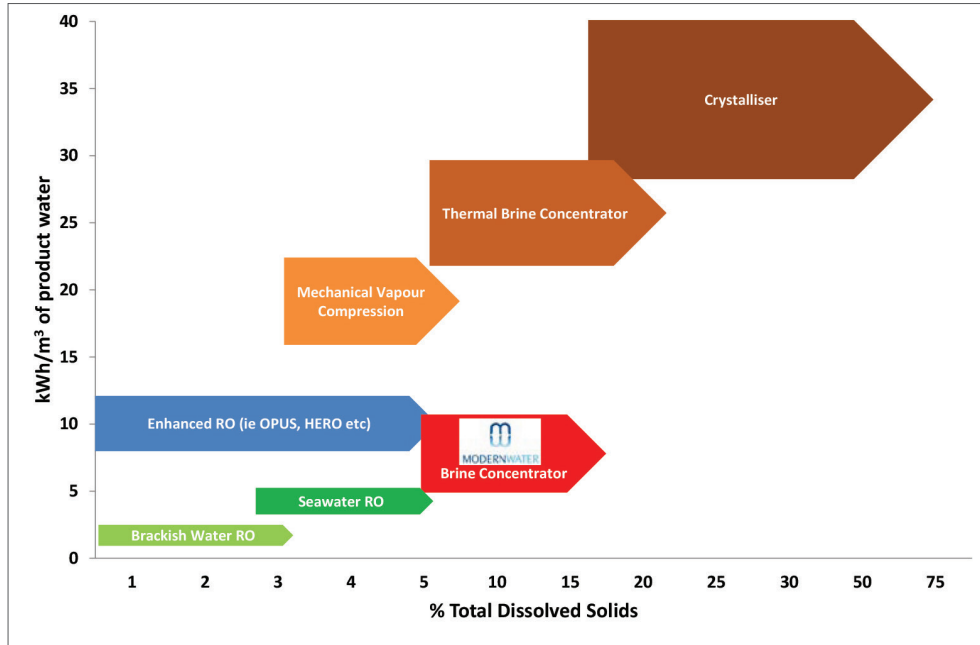 40
35
30
25
20
15
10
5
0
kWh/m³ of product water
Crystalliser
Thermal Brine Concentrator
Mechanical Vapour
Compression
Enhanced RO (ie OPUS, HERO etc)
MODERNWATER
Brine Concentrator
Seawater RO
Brackish Water RO
1 2 3 4 5 10 15 20 25 30 50 75
% Total Dissolved Solids